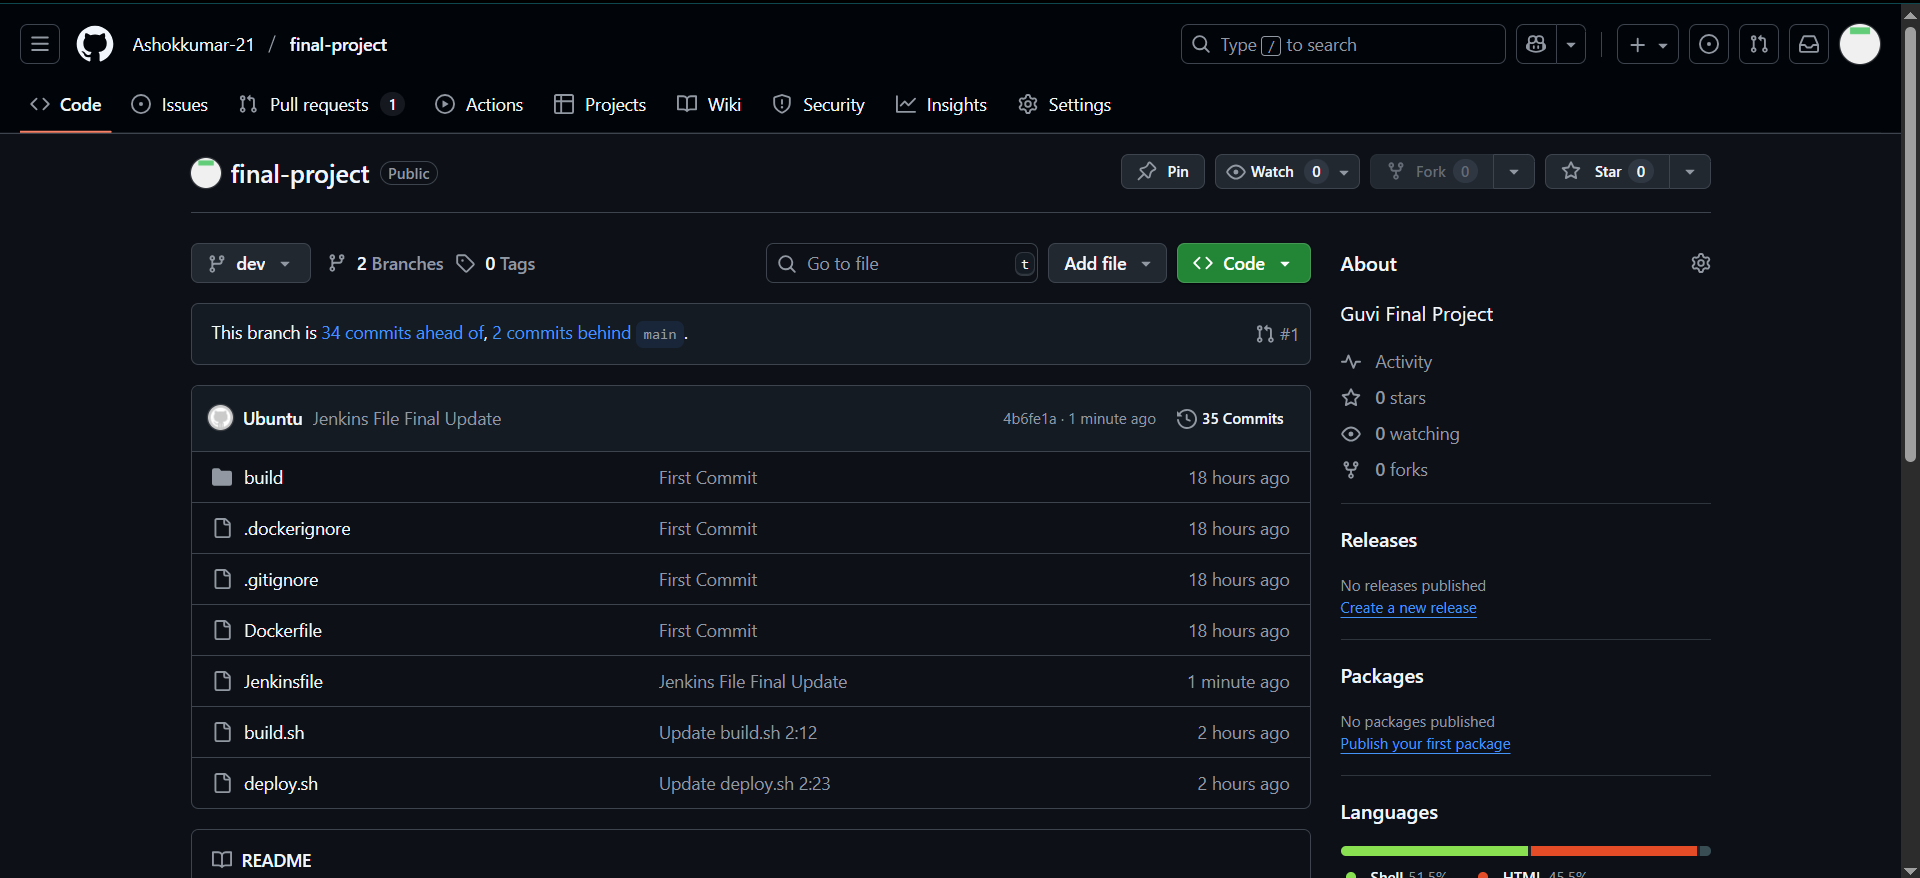 Ashokkumar-21 / final-project
Type / to search
Code
Issues
Pull requests 1
Actions
Projects
Wiki
Security
Insights
Settings
final-project Public
Pin
Watch 0
Fork 0
Star 0
dev
2 Branches
0 Tags
Go to file t
Add file
Code
This branch is 34 commits ahead of, 2 commits behind main .
#1
Ubuntu Jenkins File Final Update 4b6fe1a · 1 minute ago 35 Commits
build First Commit 18 hours ago
.dockerignore First Commit 18 hours ago
.gitignore First Commit 18 hours ago
Dockerfile First Commit 18 hours ago
Jenkinsfile Jenkins File Final Update 1 minute ago
build.sh Update build.sh 2:12 2 hours ago
deploy.sh Update deploy.sh 2:23 2 hours ago
README
About
Guvi Final Project
Activity
0 stars
0 watching
0 forks
Releases
No releases published
Create a new release
Packages
No packages published
Publish your first package
Languages
Shell 51.5% HTML 45.5%